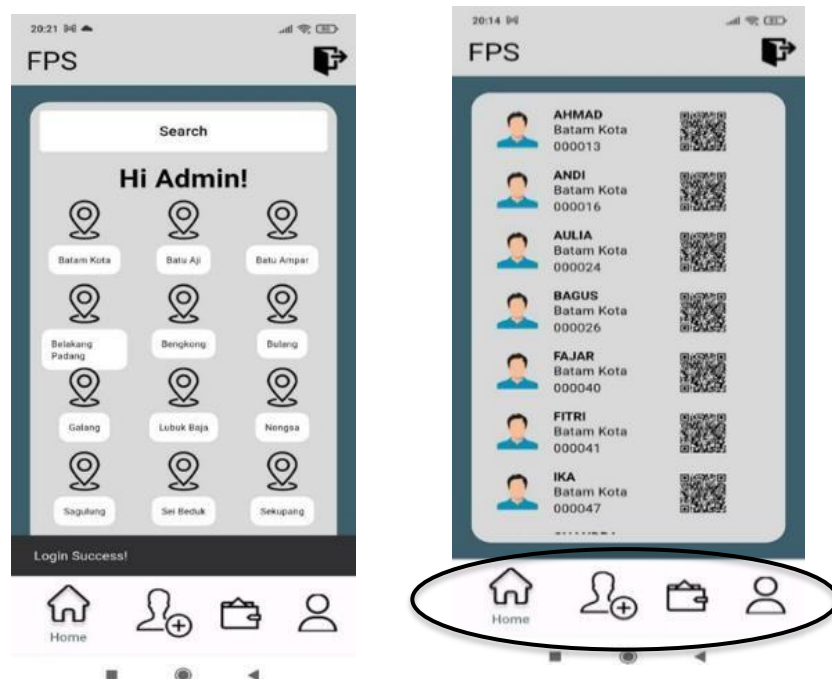 20:21
FPS
Search
Hi Admin!
Batam Kota
Batu Aji
Batu Ampar
Belakang
Padang
Bengkong
Bulang
Galang
Lubuk Baja
Nongsa
Sagulung
Sei Beduk
Sekupang
Login Success!
Home
20:14
FPS
AHMAD
Batam Kota
000013
ANDI
Batam Kota
000016
AULIA
Batam Kota
000024
BAGUS
Batam Kota
000026
FAJAR
Batam Kota
000040
FITRI
Batam Kota
000041
IKA
Batam Kota
000047
Home